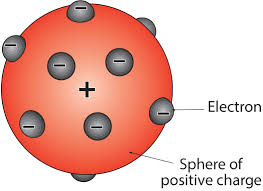 +
Electron
Sphere of
positive charge